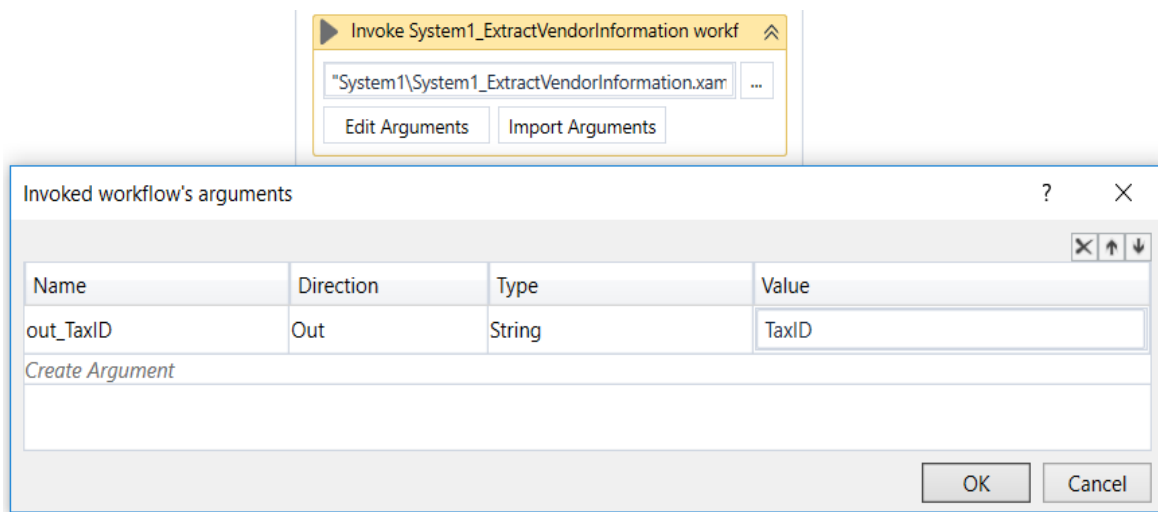 Invoke System1_ExtractVendorInformation workf
"System1\System1_ExtractVendorInformation.xam
...
Edit Arguments Import Arguments
Invoked workflow's arguments ?
Name Direction Type Value
out_TaxID Out String TaxID
Create Argument
OK Cancel